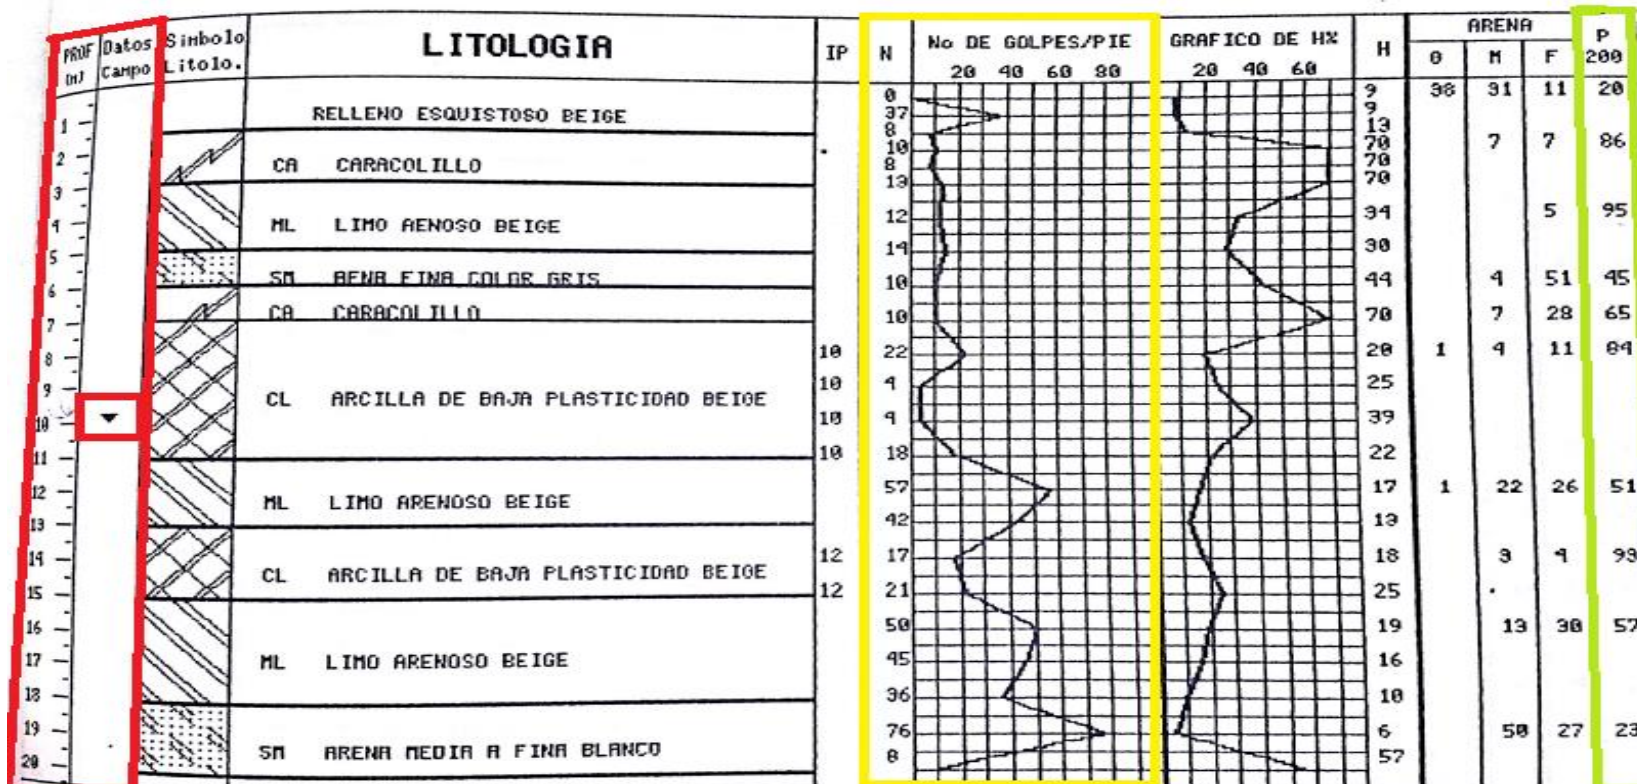 PROF (m) Datos Campo Simbolo Litolo. LITOLOGIA IP N No DE GOLPES/PIE 20 40 60 80 GRAFICO DE H% 20 40 60 H ARENA G M F P 200
0 9 38 31 11 20
1 RELLENO ESQUISTOSO BEIGE 37 9
8 13
2 10 70 7 7 86
CA CARACOLILLO 8 70
3 13 70
4 ML LIMO AENOSO BEIGE 12 34 5 95
5 14 30
6 SM AENA FINA COLOR GRIS 10 44 4 51 45
7 CA CARACOLILLO 10 70 7 28 65
8 10 22 20 1 4 11 84
9 CL ARCILLA DE BAJA PLASTICIDAD BEIGE 10 4 25
10 10 4 39
11 10 18 22
12 ML LIMO ARENOSO BEIGE 57 17 1 22 26 51
13 42 13
14 CL ARCILLA DE BAJA PLASTICIDAD BEIGE 12 17 18 3 4 93
15 12 21 25
16 50 19 13 30 57
17 ML LIMO ARENOSO BEIGE 45 16
18 36 10
19 76 6 50 27 23
20 SM ARENA MEDIA A FINA BLANCO 8 57